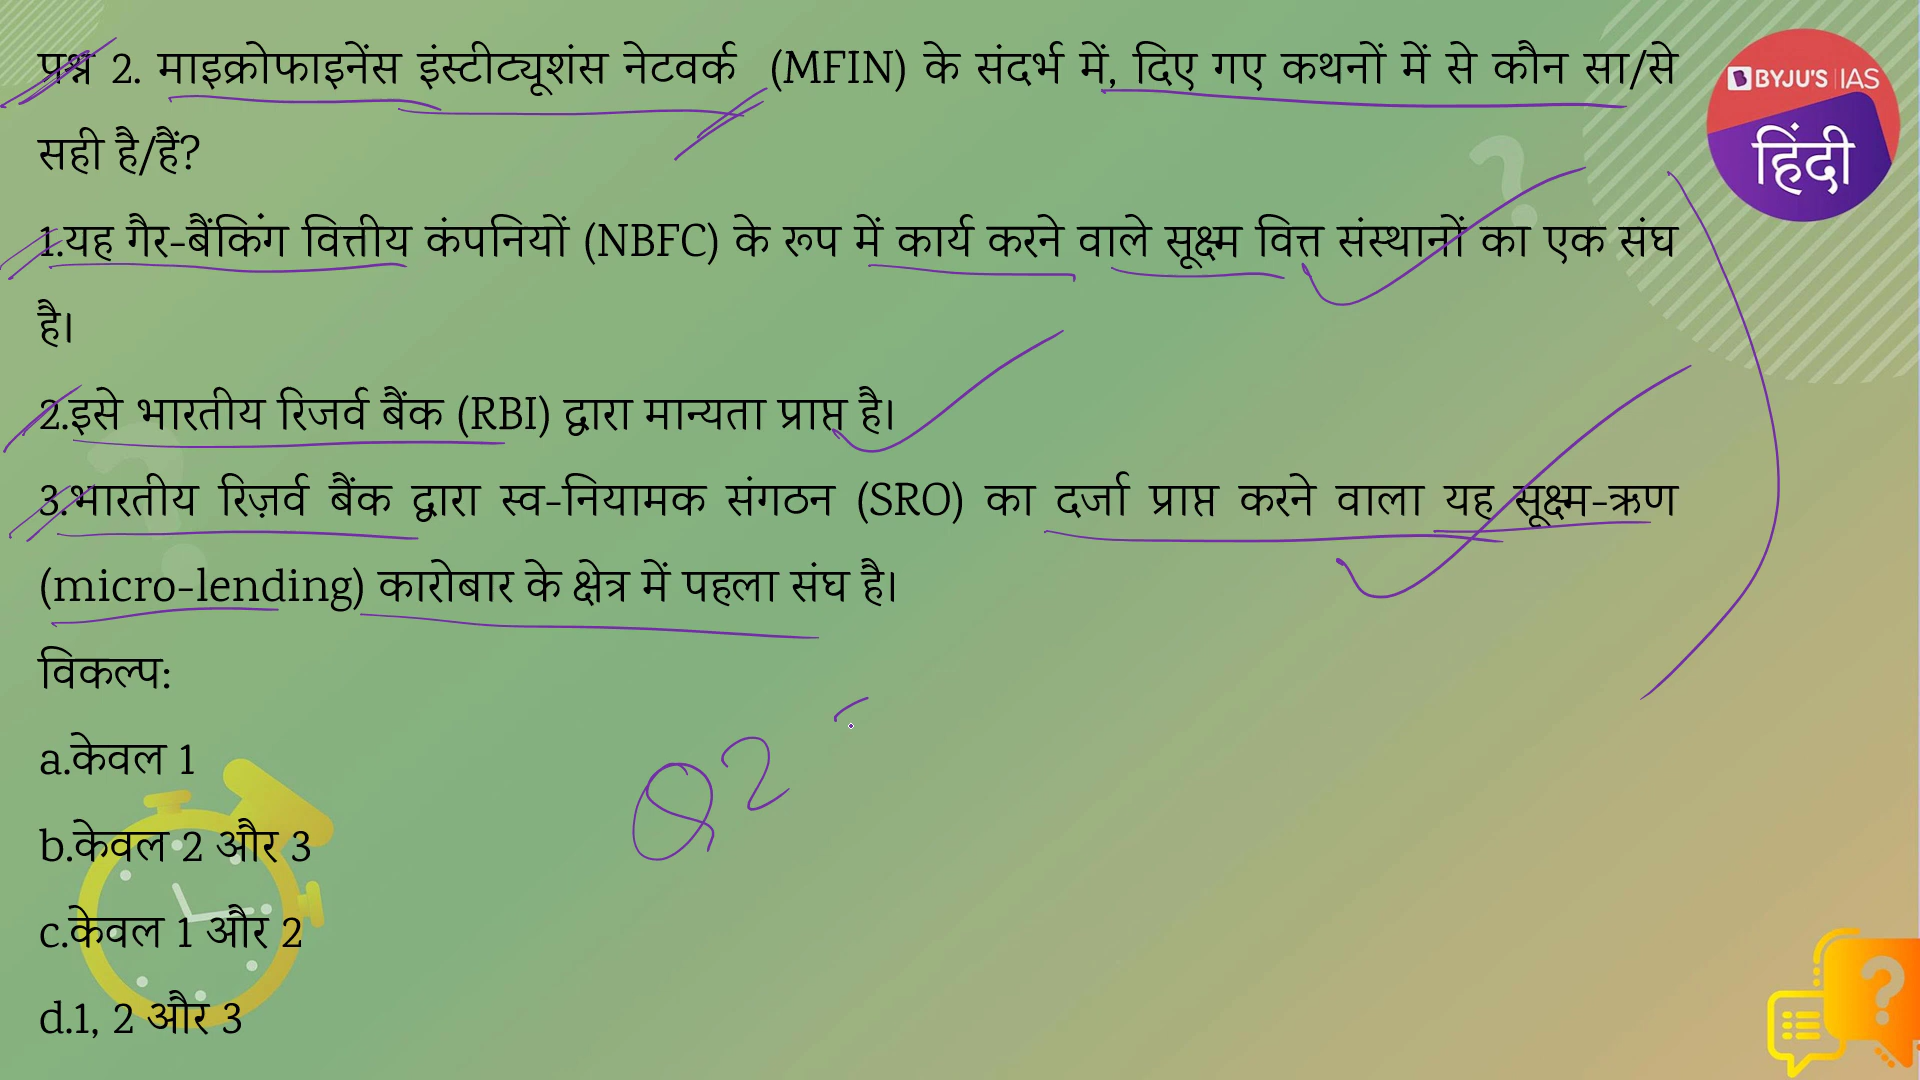 प्रश्न 2. माइक्रोफाइनेंस इंस्टीट्यूशंस नेटवर्क (MFIN) के संदर्भ में, दिए गए कथनों में से कौन सा/से
सही है/हैं?
1.यह गैर-बैंकिंग वित्तीय कंपनियों (NBFC) के रूप में कार्य करने वाले सूक्ष्म वित्त संस्थानों का एक संघ
है।
2.इसे भारतीय रिजर्व बैंक (RBI) द्वारा मान्यता प्राप्त है।
3.भारतीय रिज़र्व बैंक द्वारा स्व-नियामक संगठन (SRO) का दर्जा प्राप्त करने वाला यह सूक्ष्म-ऋण
(micro-lending) कारोबार के क्षेत्र में पहला संघ है।
विकल्प:
a.केवल 1
b.केवल 2 और 3
c.केवल 1 और 2
d.1, 2 और 3
Q2
BYJU'S IAS
हिंदी